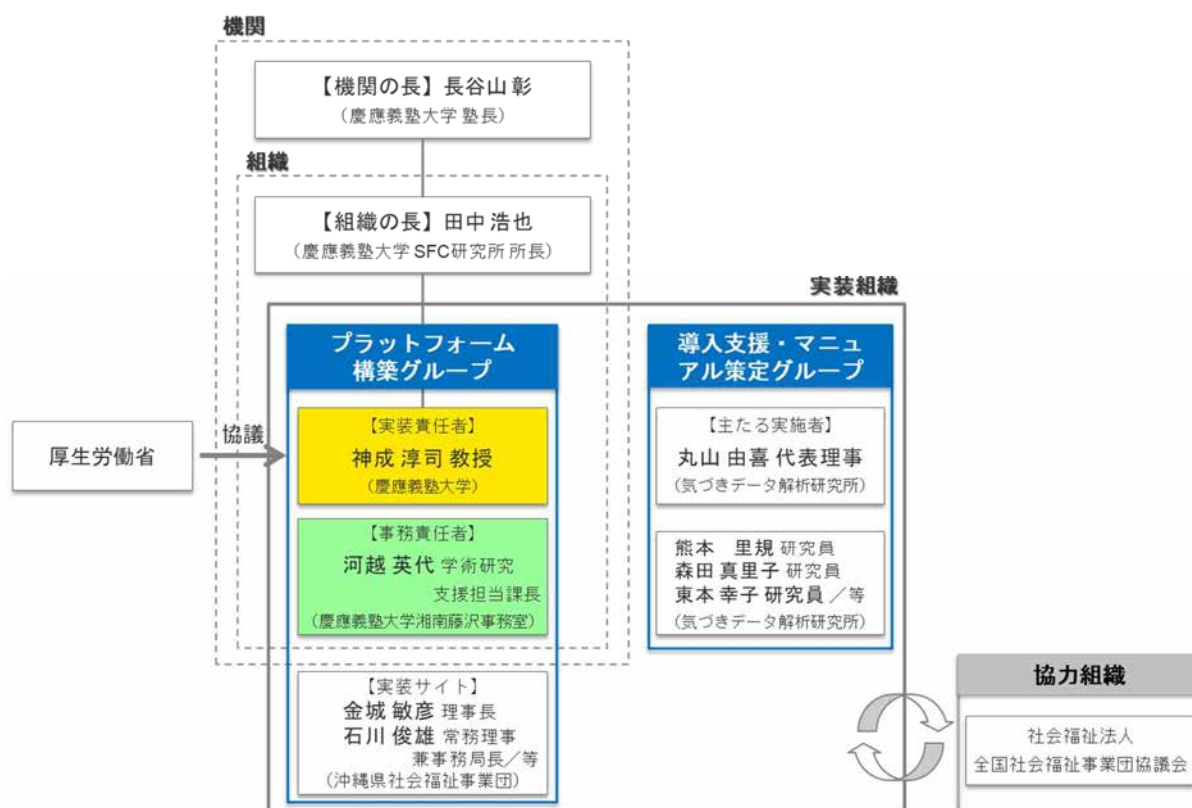 機関
【機関の長】長谷山 彰
（慶應義塾大学 塾長）
組織
【組織の長】田中 浩也
（慶應義塾大学 SFC研究所 所長）
実装組織
プラットフォーム
構築グループ
【実装責任者】
神成 淳司 教授
（慶應義塾大学）
【事務責任者】
河越 英代 学術研究
支援担当課長
（慶應義塾大学湘南藤沢事務室）
【実装サイト】
金城 敏彦 理事長
石川 俊雄 常務理事
兼事務局長／等
（沖縄県社会福祉事業団）
導入支援・マニュ
アル策定グループ
【主たる実施者】
丸山 由喜 代表理事
（気づきデータ解析研究所）
熊本　里規 研究員
森田 真里子 研究員
東本 幸子 研究員 ／等
（気づきデータ解析研究所）
厚生労働省
協議
協力組織
社会福祉法人
全国社会福祉事業団協議会